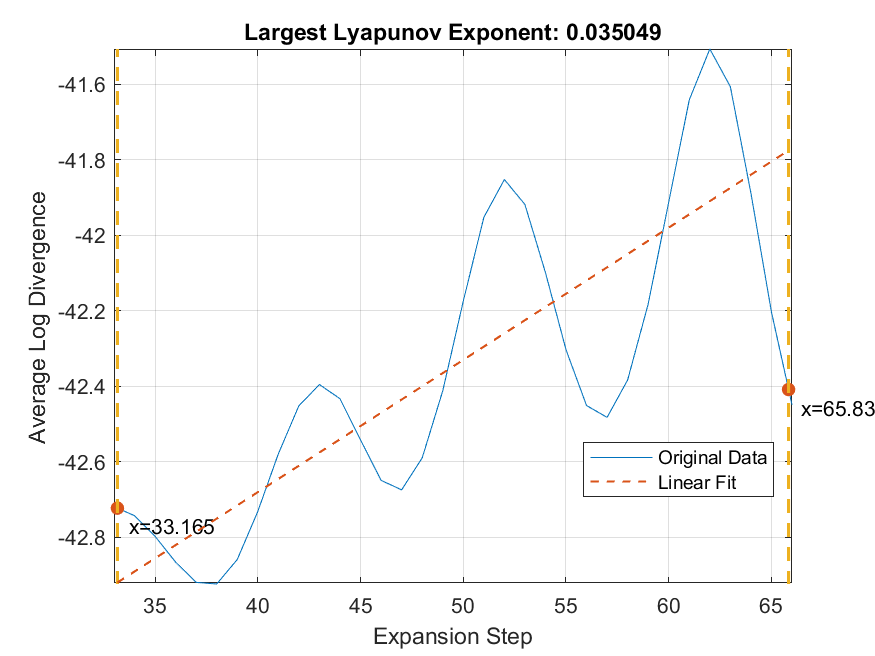 Largest Lyapunov Exponent: 0.035049
-41.6
-41.8
-42
-42.2
-42.4
-42.6
-42.8
Average Log Divergence
x=33.165
x=65.83
Original Data
Linear Fit
35 40 45 50 55 60 65
Expansion Step